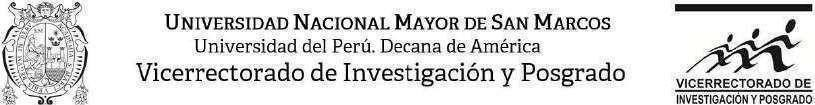 UNIVERSIDAD NACIONAL MAYOR DE SAN MARCOS
Universidad del Perú. Decana de América
Vicerrectorado de Investigación y Posgrado
VICERRECTORADO DE
INVESTIGACIÓN Y POSGRADO